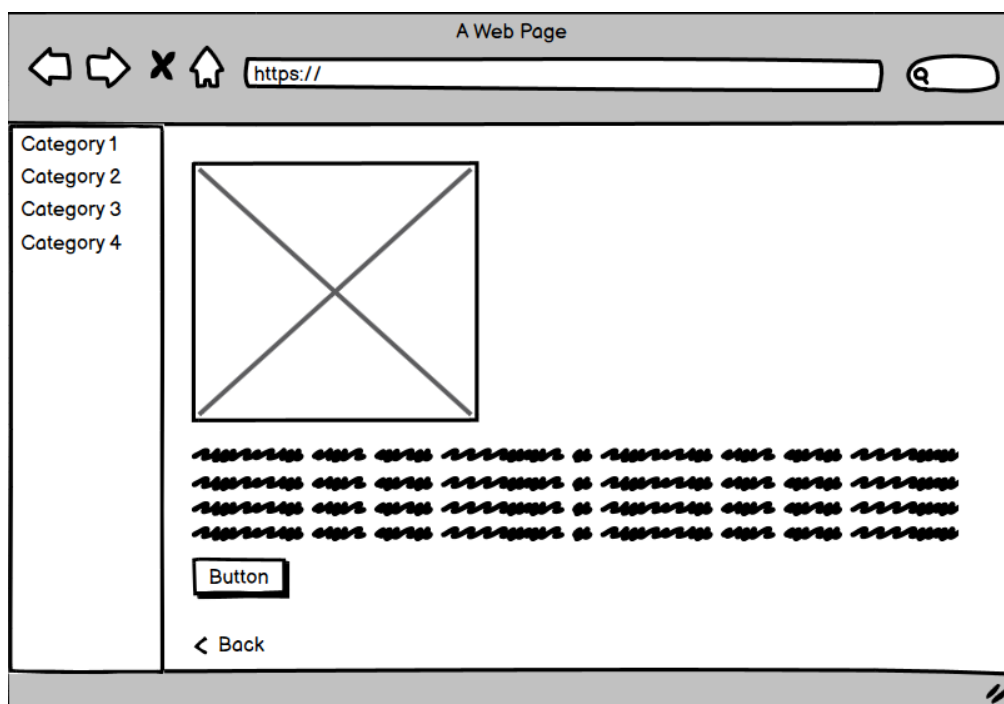 A Web Page
https://
Category 1
Category 2
Category 3
Category 4
Button
Back